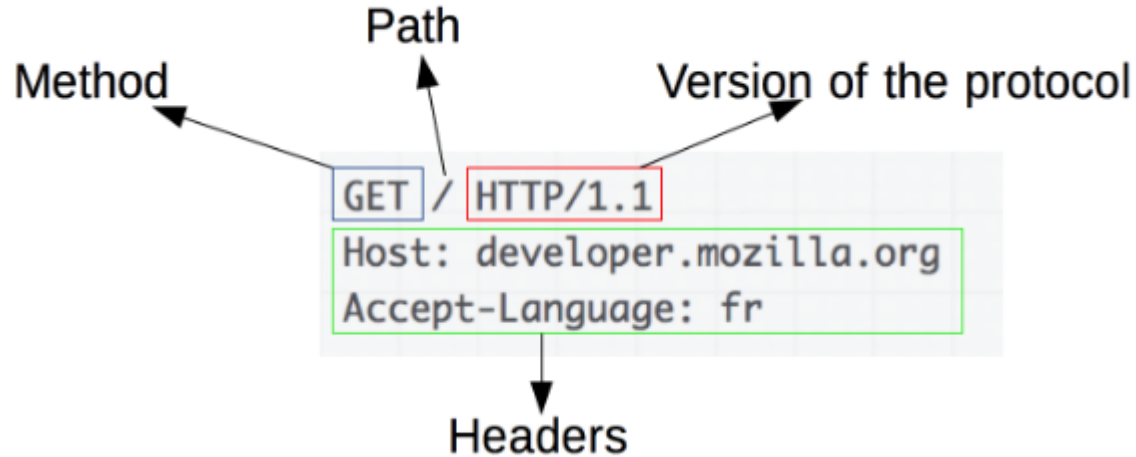 Path
Method
Version of the protocol
GET / HTTP/1.1
Host: developer.mozilla.org
Accept-Language: fr
Headers